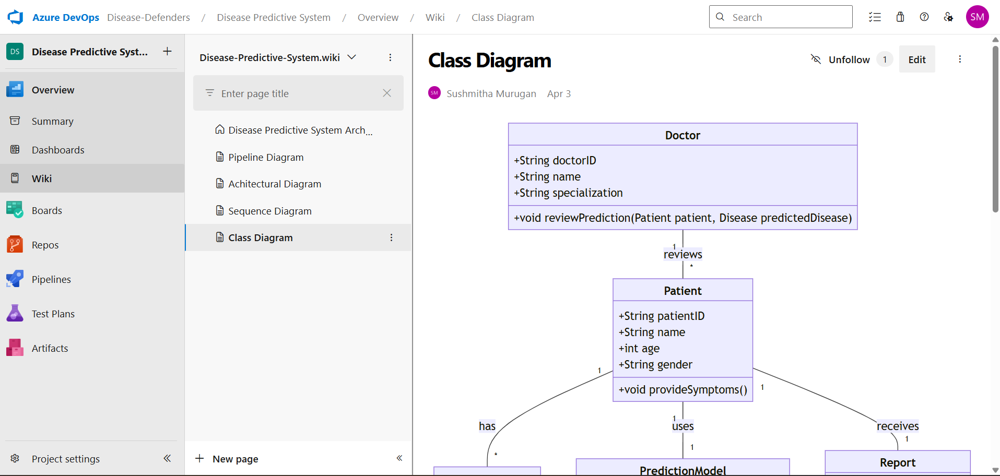 Azure DevOps Disease-Defenders / Disease Predictive System / Overview / Wiki / Class Diagram
Search
SM
DS Disease Predictive Syst...
Overview
Summary
Dashboards
Wiki
Boards
Repos
Pipelines
Test Plans
Artifacts
Project settings
Disease-Predictive-System.wiki
Enter page title
Disease Predictive System Arch...
Pipeline Diagram
Achitectural Diagram
Sequence Diagram
Class Diagram
New page
Class Diagram
Unfollow 1 Edit
SM Sushmitha Murugan Apr 3
Doctor
+String doctorID
+String name
+String specialization
+void reviewPrediction(Patient patient, Disease predictedDisease)
1
reviews
*
Patient
+String patientID
+String name
+int age
+String gender
+void provideSymptoms()
1
1
1
has
uses
receives
1
1
*
PredictionModel
Report